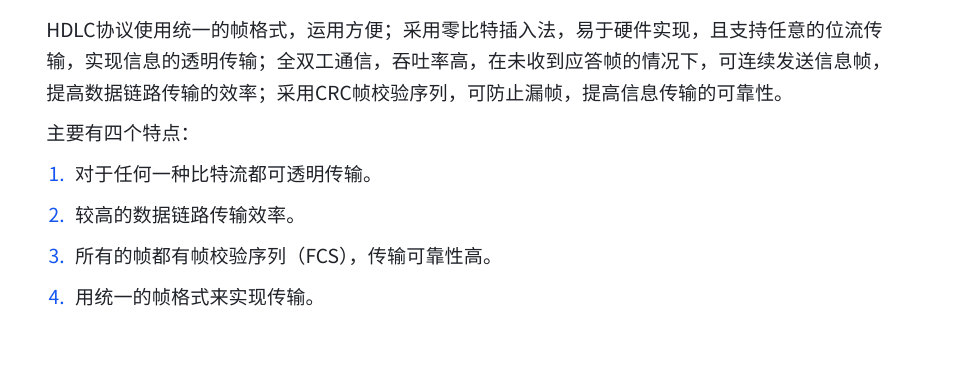 HDLC协议使用统一的帧格式，运用方便；采用零比特插入法，易于硬件实现，且支持任意的位流传
输，实现信息的透明传输；全双工通信，吞吐率高，在未收到应答帧的情况下，可连续发送信息帧，
提高数据链路传输的效率；采用CRC帧校验序列，可防止漏帧，提高信息传输的可靠性。
主要有四个特点：
1. 对于任何一种比特流都可透明传输。
2. 较高的数据链路传输效率。
3. 所有的帧都有帧校验序列（FCS），传输可靠性高。
4. 用统一的帧格式来实现传输。